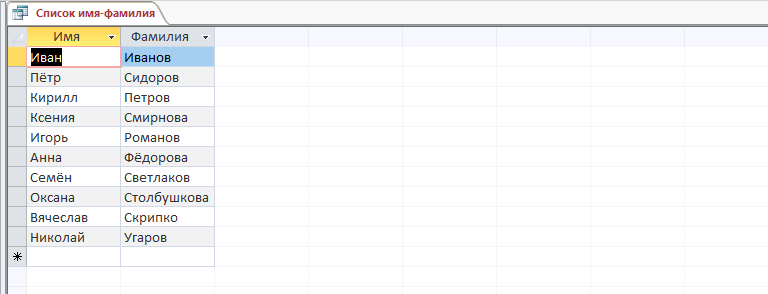 Список имя-фамилия
Имя Фамилия
Иван Иванов
Пётр Сидоров
Кирилл Петров
Ксения Смирнова
Игорь Романов
Анна Фёдорова
Семён Светлаков
Оксана Столбушкова
Вячеслав Скрипко
Николай Угаров